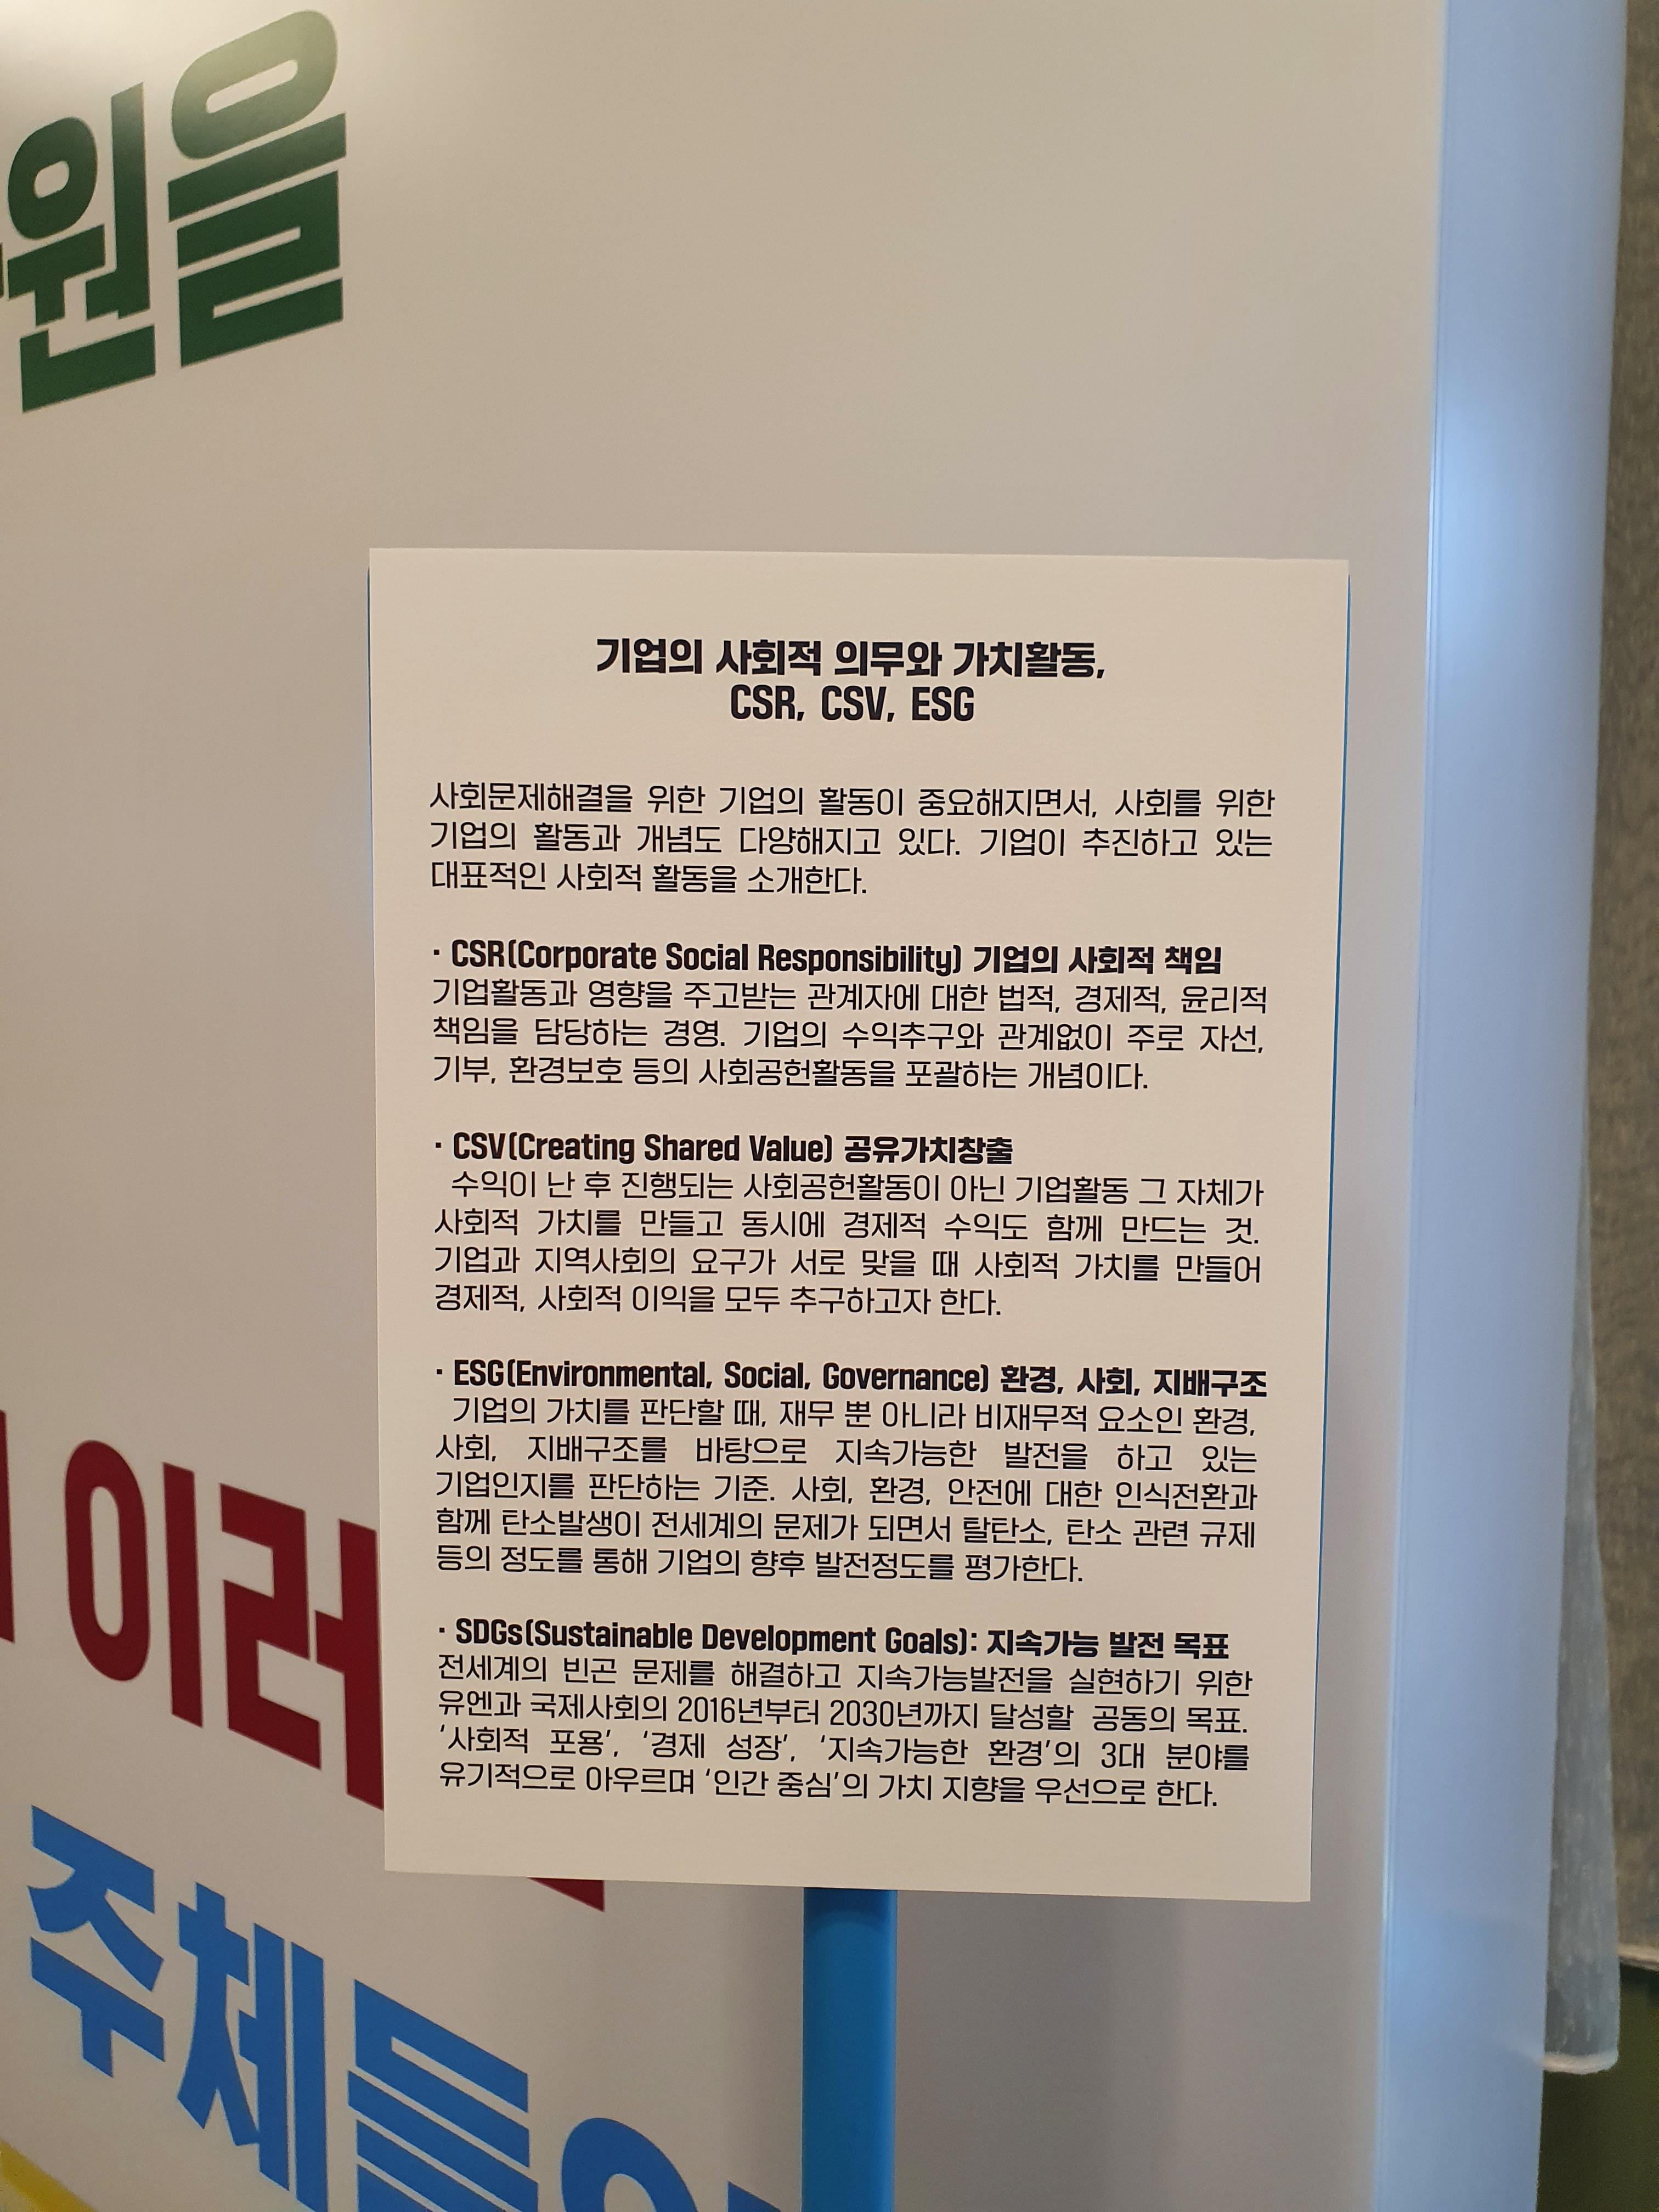 원을
기업의 사회적 의무와 가치활동,
CSR, CSV, ESG
사회문제해결을 위한 기업의 활동이 중요해지면서, 사회를 위한
기업의 활동과 개념도 다양해지고 있다. 기업이 추진하고 있는
대표적인 사회적 활동을 소개한다.
· CSR(Corporate Social Responsibility) 기업의 사회적 책임
기업활동과 영향을 주고받는 관계자에 대한 법적, 경제적, 윤리적
책임을 담당하는 경영. 기업의 수익추구와 관계없이 주로 자선,
기부, 환경보호 등의 사회공헌활동을 포괄하는 개념이다.
· CSV(Creating Shared Value) 공유가치창출
수익이 난 후 진행되는 사회공헌활동이 아닌 기업활동 그 자체가
사회적 가치를 만들고 동시에 경제적 수익도 함께 만드는 것.
기업과 지역사회의 요구가 서로 맞을 때 사회적 가치를 만들어
경제적, 사회적 이익을 모두 추구하고자 한다.
· ESG(Environmental, Social, Governance) 환경, 사회, 지배구조
기업의 가치를 판단할 때, 재무 뿐 아니라 비재무적 요소인 환경,
사회, 지배구조를 바탕으로 지속가능한 발전을 하고 있는
기업인지를 판단하는 기준. 사회, 환경, 안전에 대한 인식전환과
함께 탄소발생이 전세계의 문제가 되면서 탈탄소, 탄소 관련 규제
등의 정도를 통해 기업의 향후 발전정도를 평가한다.
· SDGs(Sustainable Development Goals): 지속가능 발전 목표
전세계의 빈곤 문제를 해결하고 지속가능발전을 실현하기 위한
유엔과 국제사회의 2016년부터 2030년까지 달성할 공동의 목표.
‘사회적 포용’, ‘경제 성장’, ‘지속가능한 환경’의 3대 분야를
유기적으로 아우르며 ‘인간 중심’의 가치 지향을 우선으로 한다.
이러
주체들